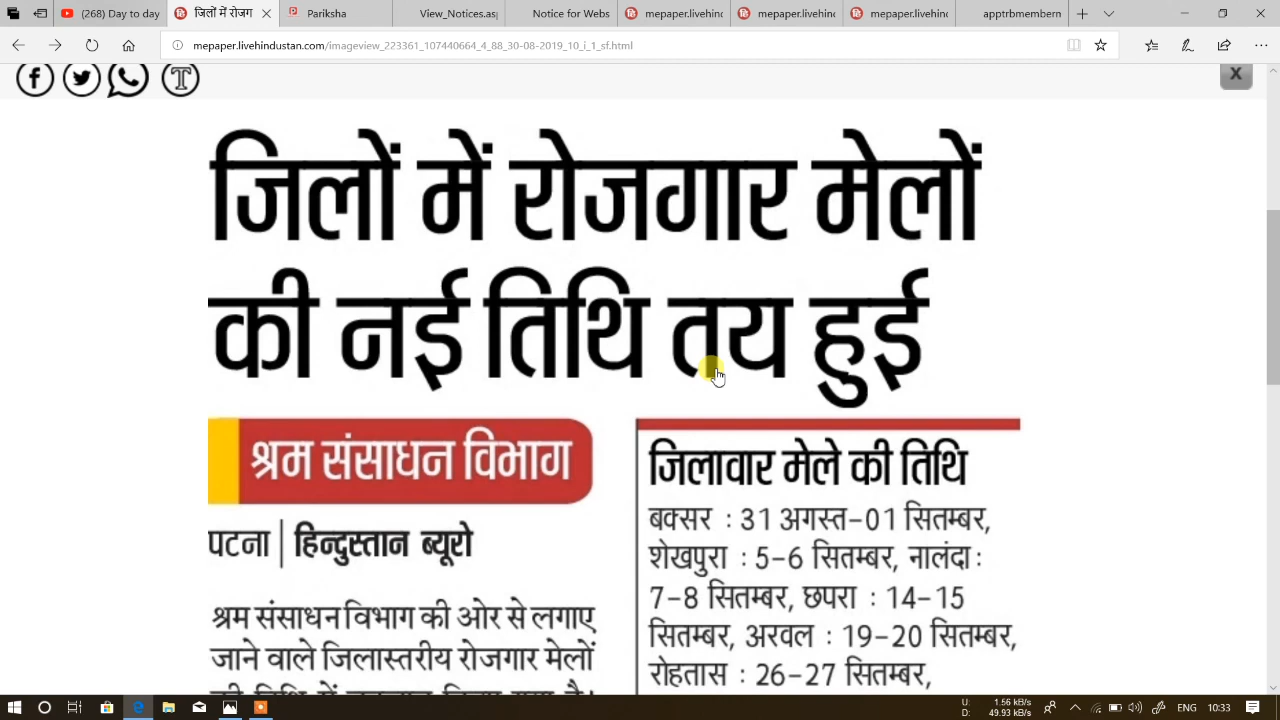 (268) Day to day
जिलों में रोजग
Pariksha
View_Notices.as
Notice for Webs
mepaper.livehind
mepaper.livehind
mepaper.livehind
apptrbmembern
mepaper.livehindustan.com/imageview_223361_107440664_4_88_30-08-2019_10_i_1_sf.html
T
X
जिलों में रोजगार मेलों
की नई तिथि तय हुई
श्रम संसाधन विभाग
पटना | हिन्दुस्तान ब्यूरो
श्रम संसाधन विभाग की ओर से लगाए
जाने वाले जिलास्तरीय रोजगार मेलों
जिलावार मेले की तिथि
बक्सर : 31 अगस्त-01 सितम्बर,
शेखपुरा : 5-6 सितम्बर, नालंदा :
7-8 सितम्बर, छपरा : 14-15
सितम्बर, अरवल : 19-20 सितम्बर,
रोहतास : 26-27 सितम्बर,
U: 1.56 kB/s
D: 49.93 kB/s
ENG
10:33